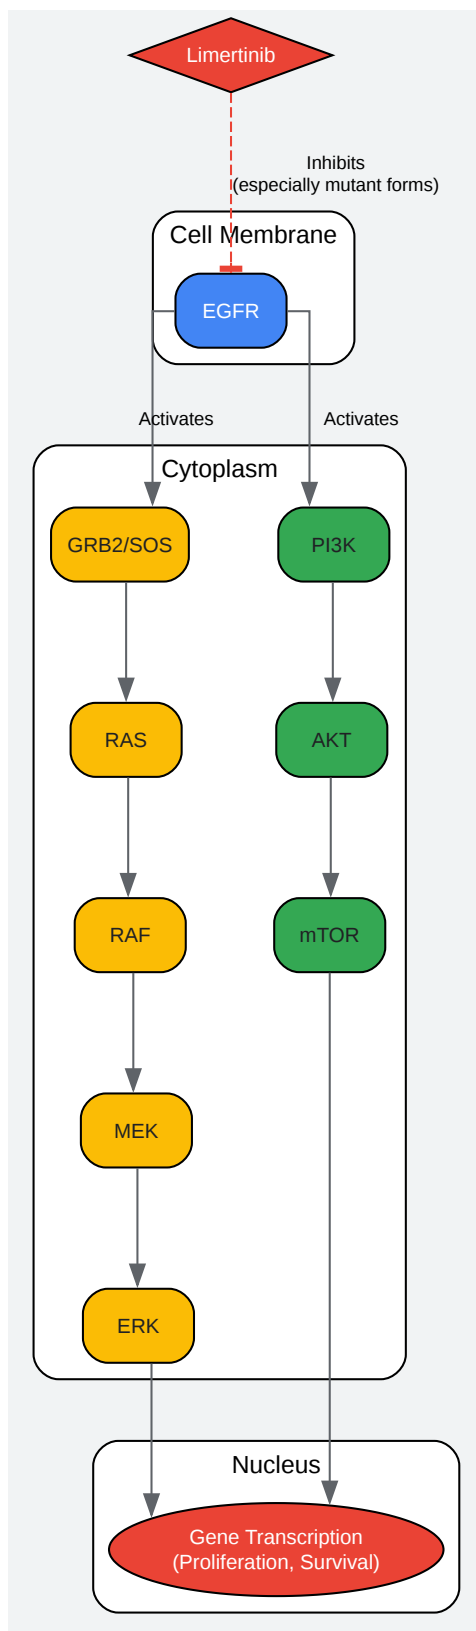 Limertinib
Inhibits
(especially mutant forms)
Cell Membrane
EGFR
Activates
Activates
Cytoplasm
GRB2/SOS
PI3K
RAS
AKT
RAF
mTOR
MEK
ERK
Nucleus
Gene Transcription
(Proliferation, Survival)